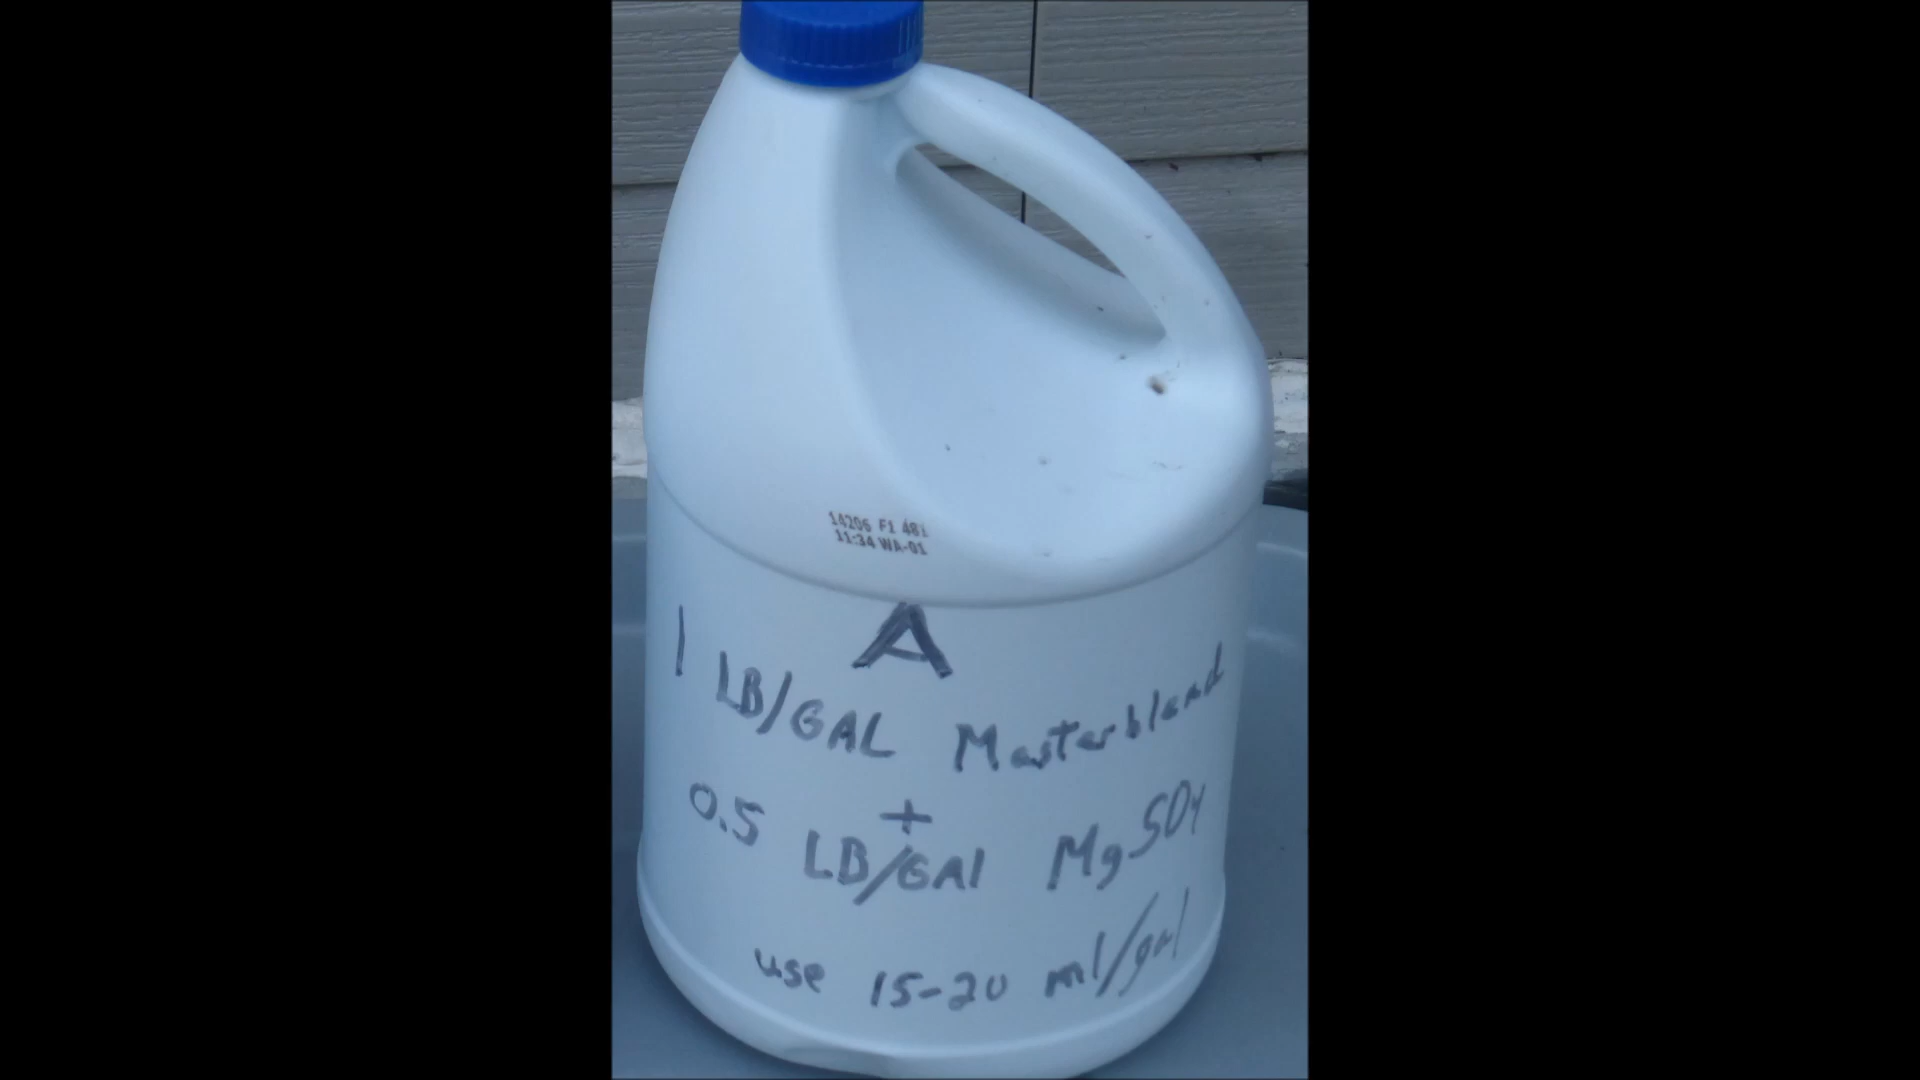 14206 F1 481
11:34 WA-01
A
1 LB/GAL Masterblend
+
0.5 LB/GAl MgSO4
use 15-20 ml/gal